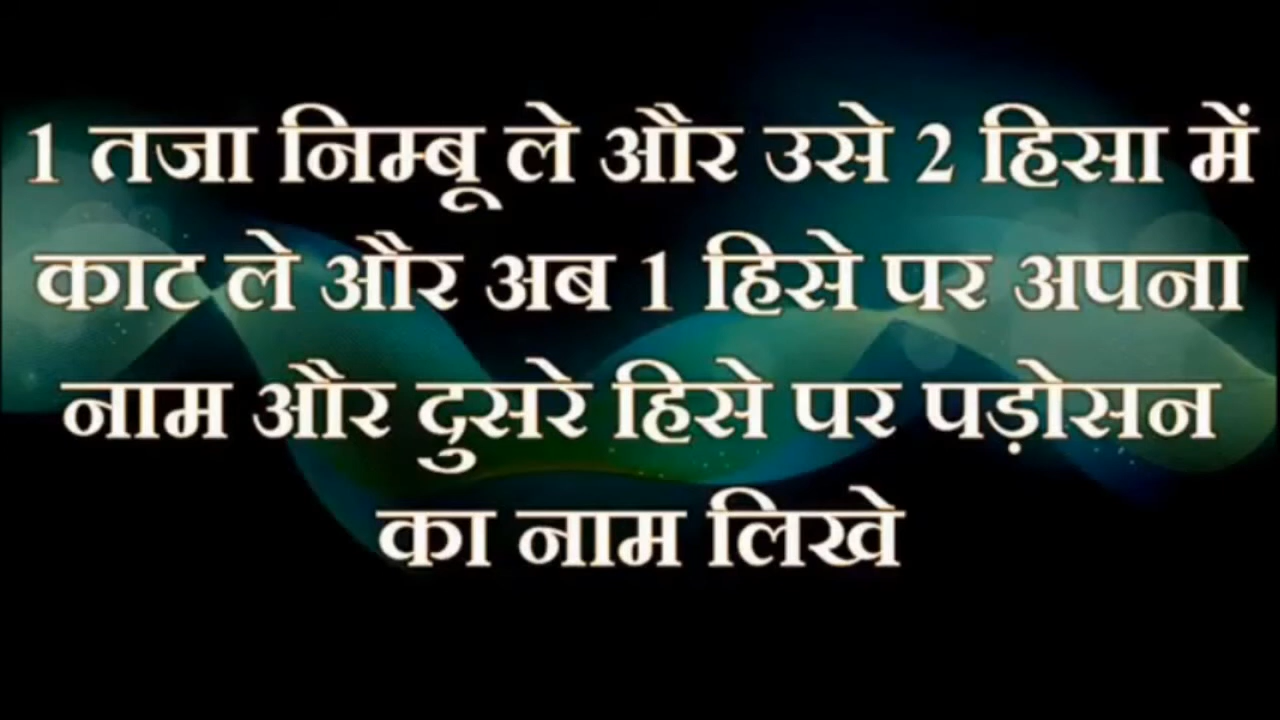 1 तजा निम्बू ले और उसे 2 हिसा में
काट ले और अब 1 हिसे पर अपना
नाम और दुसरे हिसे पर पड़ोसन
का नाम लिखे